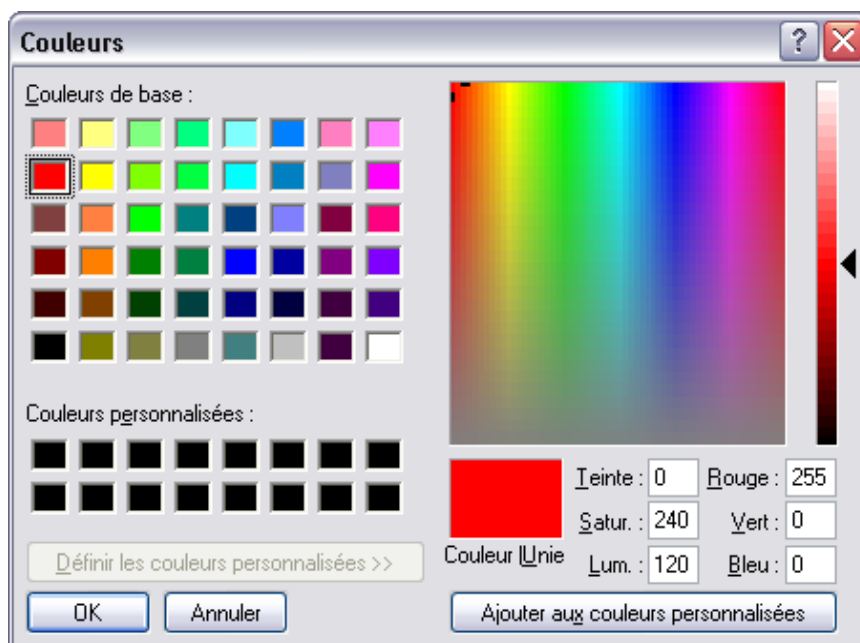 Couleurs
Couleurs de base :
Couleurs personnalisées :
Définir les couleurs personnalisées >>
OK
Annuler
Teinte : 0
Rouge : 255
Satur. : 240
Vert : 0
Couleur |Unie
Lum. : 120
Bleu : 0
Ajouter aux couleurs personnalisées